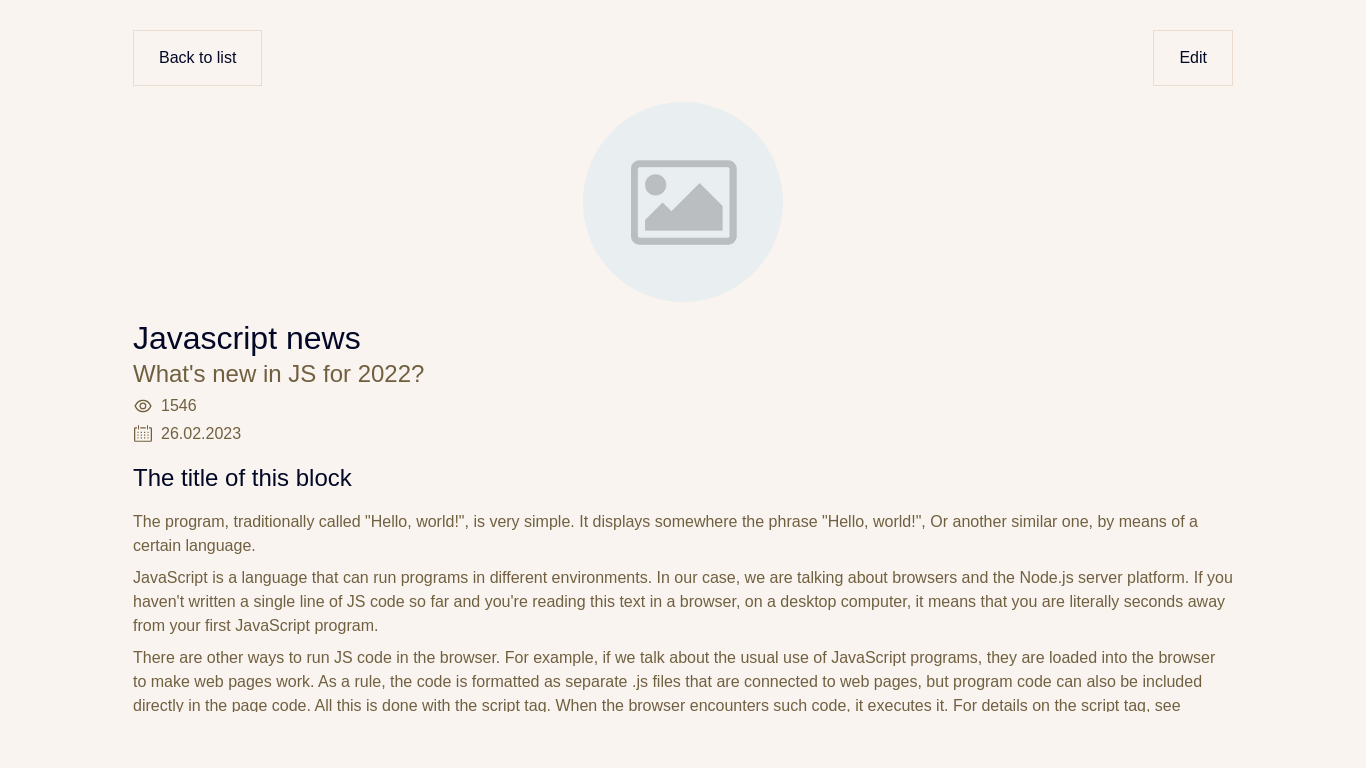 Back to list
Edit
Javascript news
What's new in JS for 2022?
1546
26.02.2023
The title of this block
The program, traditionally called "Hello, world!", is very simple. It displays somewhere the phrase "Hello, world!", Or another similar one, by means of a
certain language.
JavaScript is a language that can run programs in different environments. In our case, we are talking about browsers and the Node.js server platform. If you
haven't written a single line of JS code so far and you're reading this text in a browser, on a desktop computer, it means that you are literally seconds away
from your first JavaScript program.
There are other ways to run JS code in the browser. For example, if we talk about the usual use of JavaScript programs, they are loaded into the browser
to make web pages work. As a rule, the code is formatted as separate .js files that are connected to web pages, but program code can also be included
directly in the page code. All this is done with the script tag. When the browser encounters such code, it executes it. For details on the script tag, see